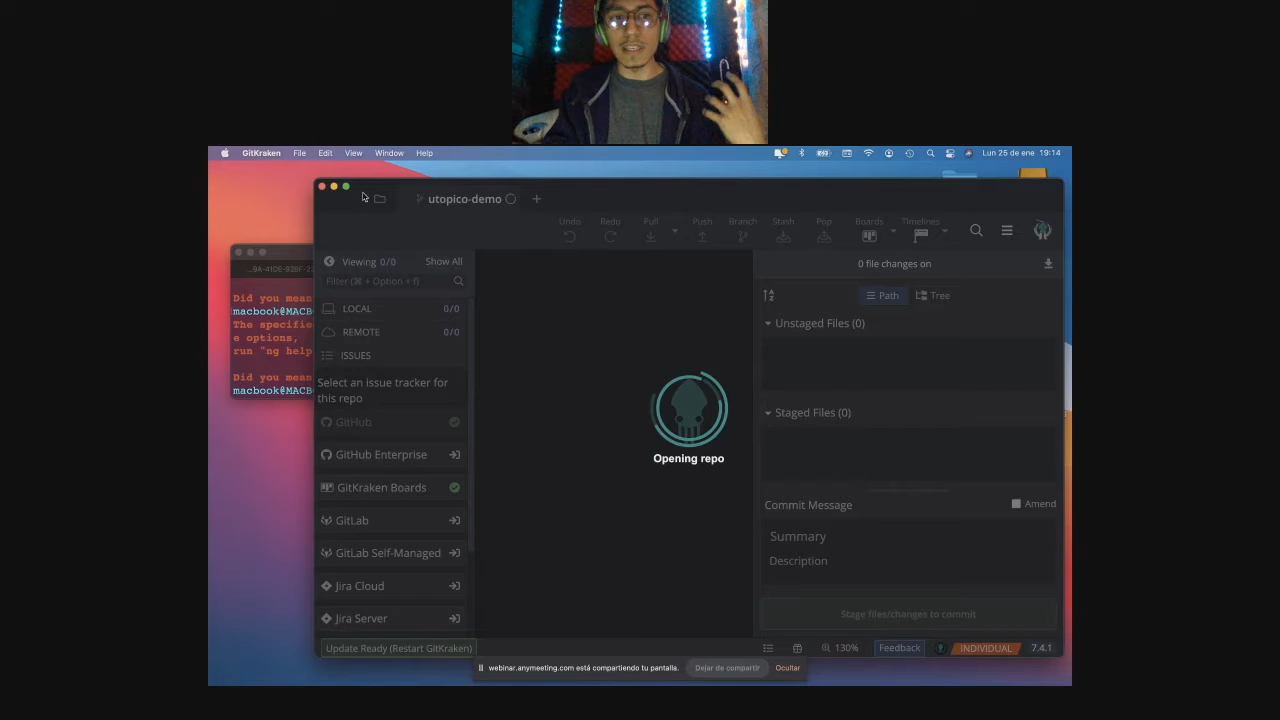 GitKraken File Edit View Window Help
Lun 25 de ene 19:14
utopico-demo
Undo Redo Pull Push Branch Stash Pop Boards Timelines
Viewing 0/0 Show All
Filter (⌘ + Option + f)
LOCAL 0/0
REMOTE 0/0
ISSUES
Select an issue tracker for
this repo
GitHub
GitHub Enterprise
GitKraken Boards
GitLab
GitLab Self-Managed
Jira Cloud
Jira Server
Update Ready (Restart GitKraken)
Did you mean
macbook@MACB
The specifie
e options,
run "ng help
Did you mean
macbook@MACB
Opening repo
0 file changes on
Path Tree
Unstaged Files (0)
Staged Files (0)
Commit Message Amend
Summary
Description
Stage files/changes to commit
130% Feedback INDIVIDUAL 7.4.1
webinar.anymeeting.com está compartiendo tu pantalla. Dejar de compartir Ocultar